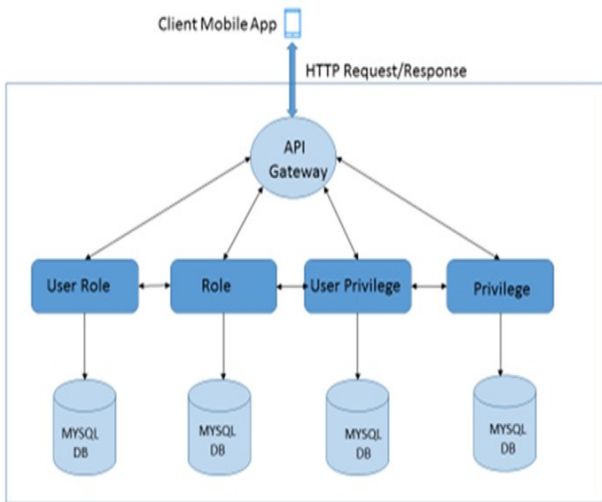 Client Mobile App
HTTP Request/Response
API
Gateway
User Role
Role
User Privilege
Privilege
MYSQL
DB
MYSQL
DB
MYSQL
DB
MYSQL
DB